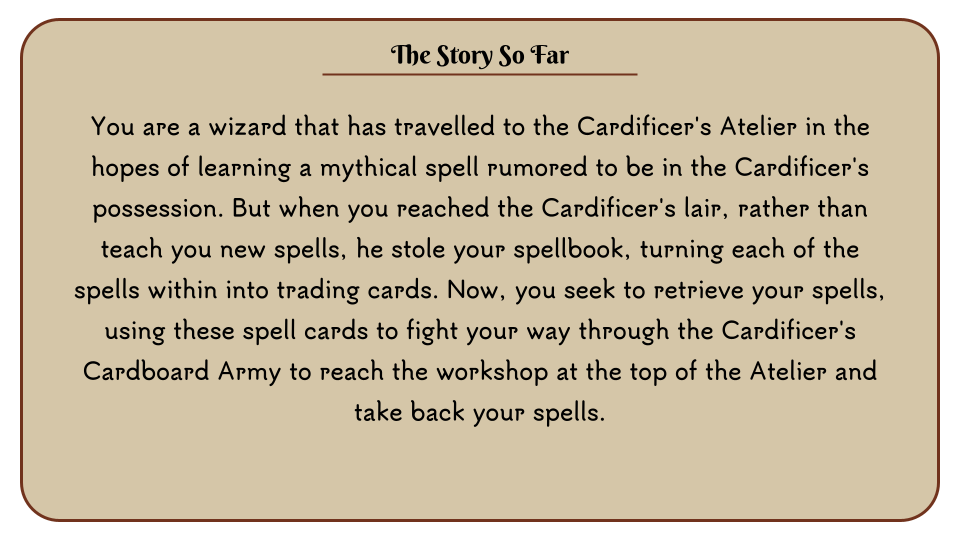 The Story So Far
You are a wizard that has travelled to the Cardificer's Atelier in the
hopes of learning a mythical spell rumored to be in the Cardificer's
possession. But when you reached the Cardificer's lair, rather than
teach you new spells, he stole your spellbook, turning each of the
spells within into trading cards. Now, you seek to retrieve your spells,
using these spell cards to fight your way through the Cardificer's
Cardboard Army to reach the workshop at the top of the Atelier and
take back your spells.